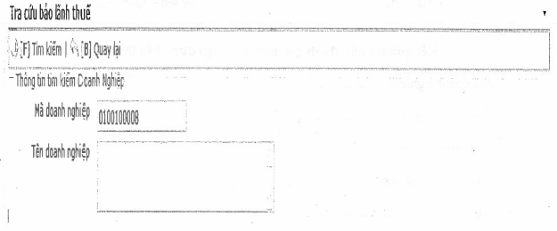 Tra cứu bảo lãnh thuế
[F] Tìm kiếm | [B] Quay lại
Thông tin tìm kiếm Doanh Nghiệp
Mã doanh nghiệp 0100100008
Tên doanh nghiệp